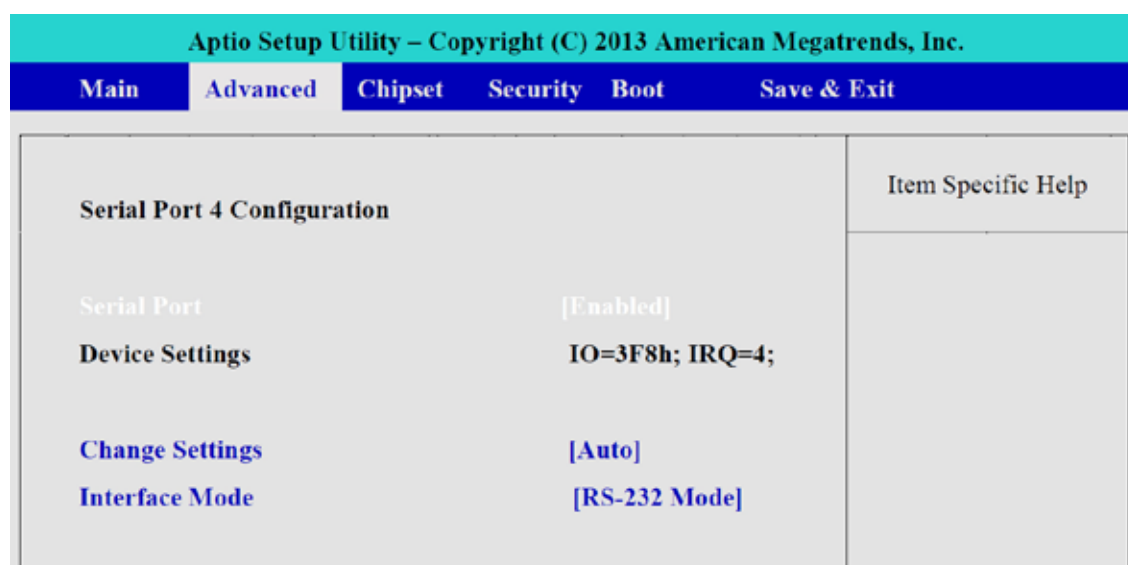 Aptio Setup Utility – Copyright (C) 2013 American Megatrends, Inc.
Main Advanced Chipset Security Boot Save & Exit
Item Specific Help
Serial Port 4 Configuration
Serial Port [Enabled]
Device Settings IO=3F8h; IRQ=4;
Change Settings [Auto]
Interface Mode [RS-232 Mode]